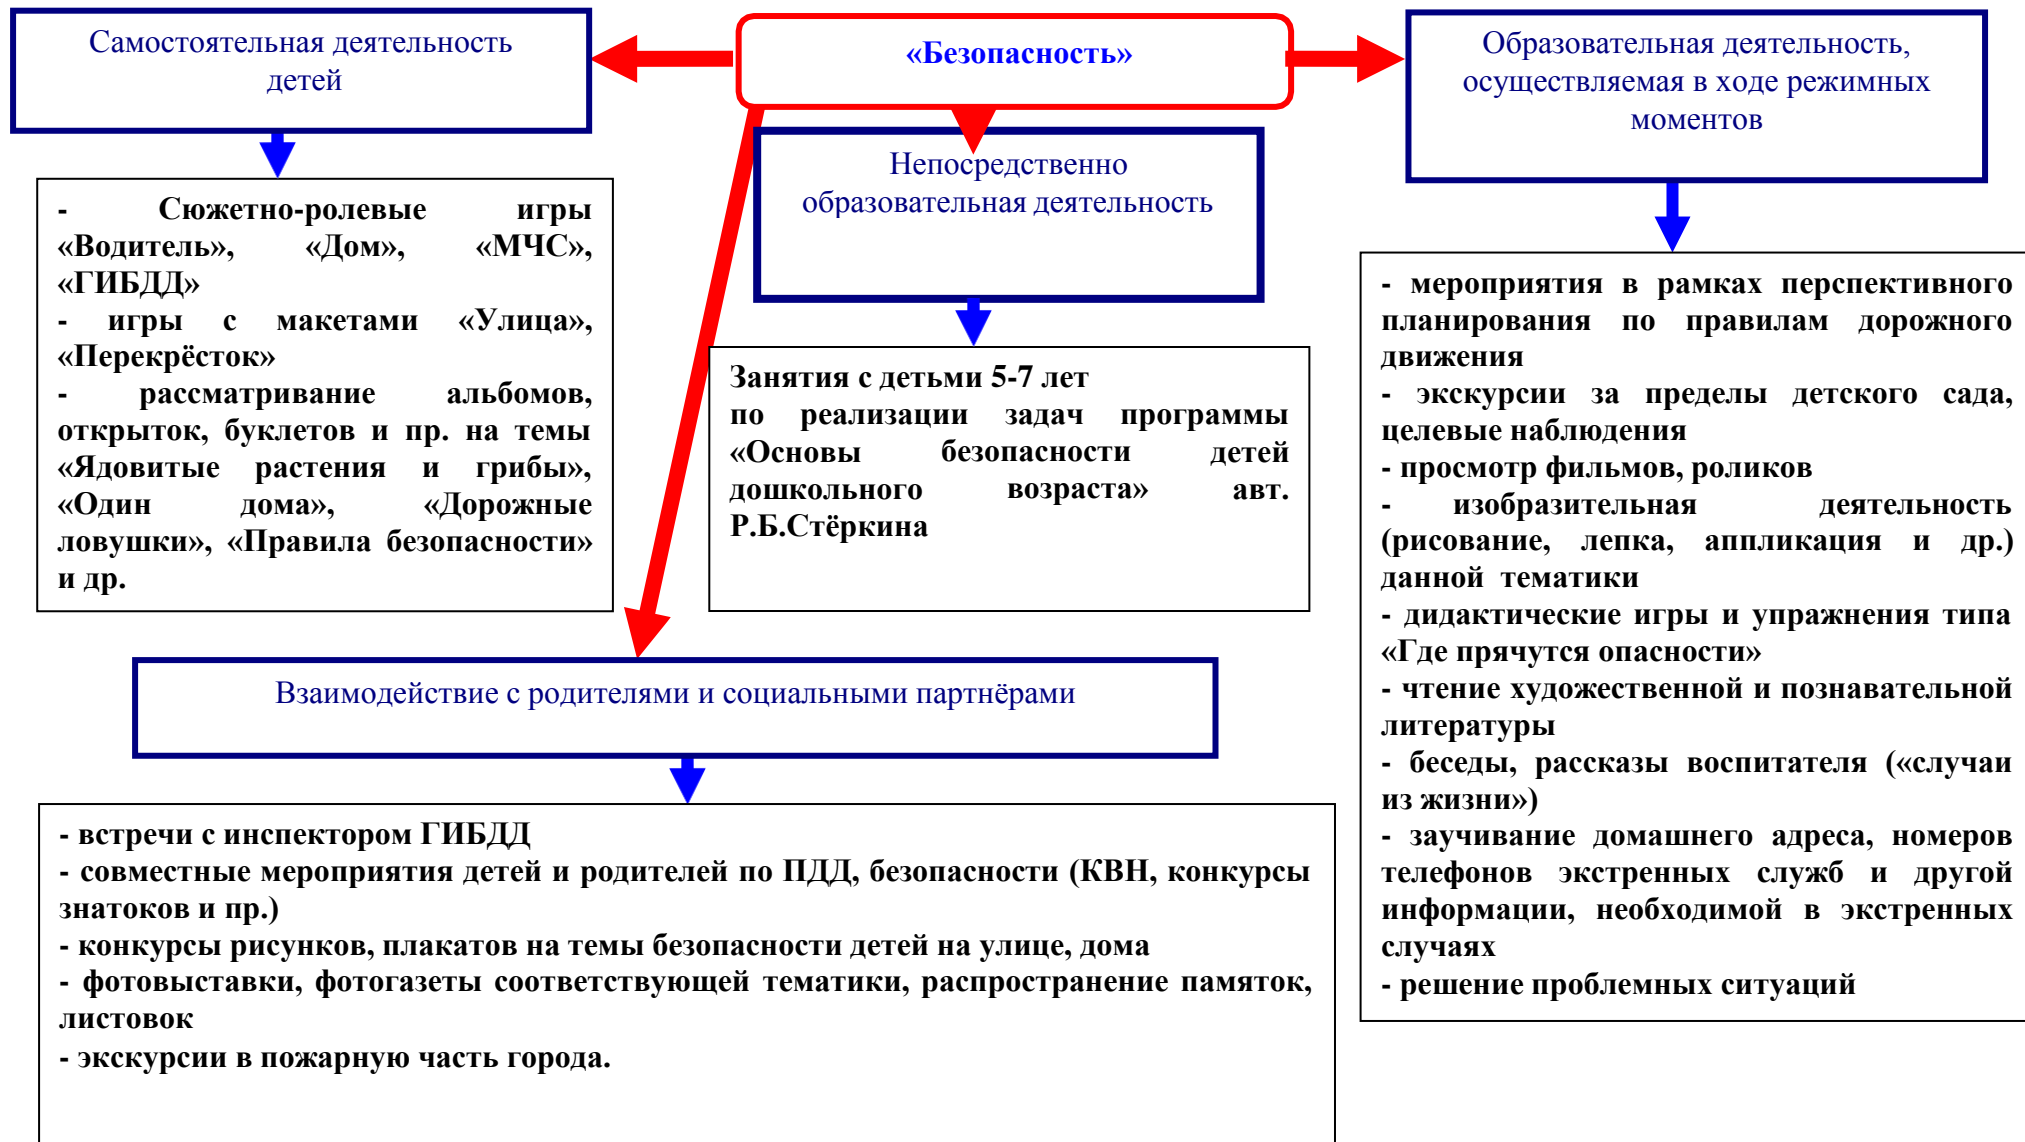 Самостоятельная деятельность
детей
«Безопасность»
Образовательная деятельность,
осуществляемая в ходе режимных
моментов
Непосредственно
образовательная деятельность
- Сюжетно-ролевые игры
«Водитель», «Дом», «МЧС»,
«ГИБДД»
- игры с макетами «Улица»,
«Перекрёсток»
- рассматривание альбомов,
открыток, буклетов и пр. на темы
«Ядовитые растения и грибы»,
«Один дома», «Дорожные
ловушки», «Правила безопасности»
и др.
Занятия с детьми 5-7 лет
по реализации задач программы
«Основы безопасности детей
дошкольного возраста» авт.
Р.Б.Стёркина
- мероприятия в рамках перспективного
планирования по правилам дорожного
движения
- экскурсии за пределы детского сада,
целевые наблюдения
- просмотр фильмов, роликов
- изобразительная деятельность
(рисование, лепка, аппликация и др.)
данной тематики
- дидактические игры и упражнения типа
«Где прячутся опасности»
- чтение художественной и познавательной
литературы
- беседы, рассказы воспитателя («случаи
из жизни»)
- заучивание домашнего адреса, номеров
телефонов экстренных служб и другой
информации, необходимой в экстренных
случаях
- решение проблемных ситуаций
Взаимодействие с родителями и социальными партнёрами
- встречи с инспектором ГИБДД
- совместные мероприятия детей и родителей по ПДД, безопасности (КВН, конкурсы
знатоков и пр.)
- конкурсы рисунков, плакатов на темы безопасности детей на улице, дома
- фотовыставки, фотогазеты соответствующей тематики, распространение памяток,
листовок
- экскурсии в пожарную часть города.